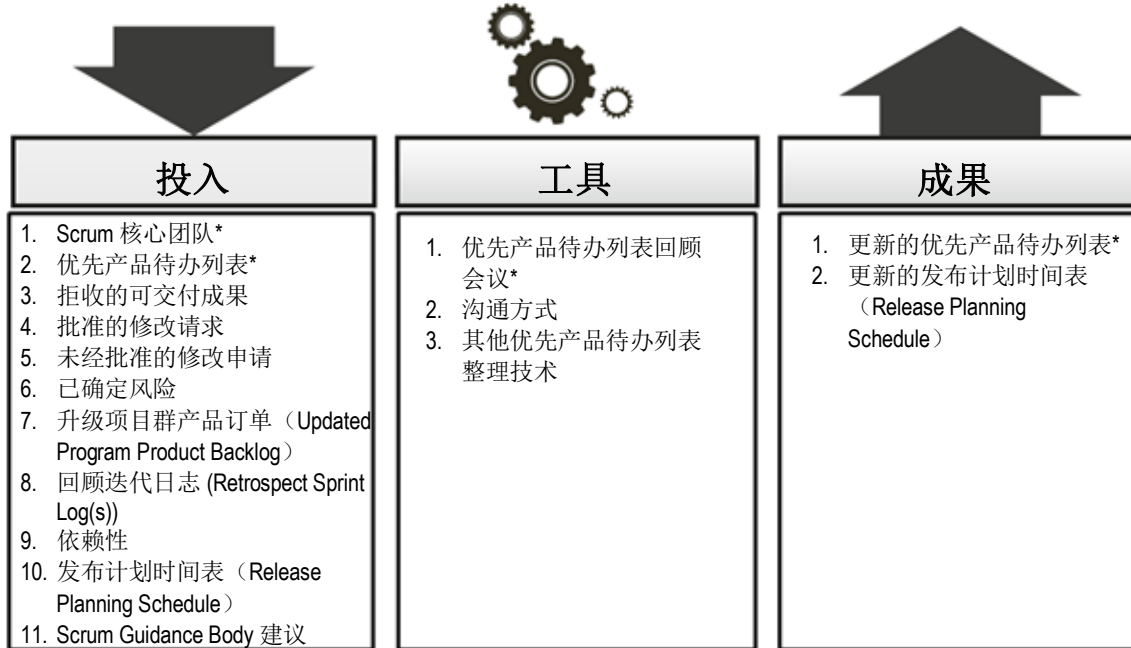 投入
1. Scrum 核心团队*
2. 优先产品待办列表*
3. 拒收的可交付成果
4. 批准的修改请求
5. 未经批准的修改申请
6. 已确定风险
7. 升级项目群产品订单（Updated
Program Product Backlog）
8. 回顾迭代日志 (Retrospect Sprint
Log(s))
9. 依赖性
10. 发布计划时间表（Release
Planning Schedule）
11. Scrum Guidance Body 建议
工具
1. 优先产品待办列表回顾
会议*
2. 沟通方式
3. 其他优先产品待办列表
整理技术
成果
1. 更新的优先产品待办列表*
2. 更新的发布计划时间表
（Release Planning
Schedule）